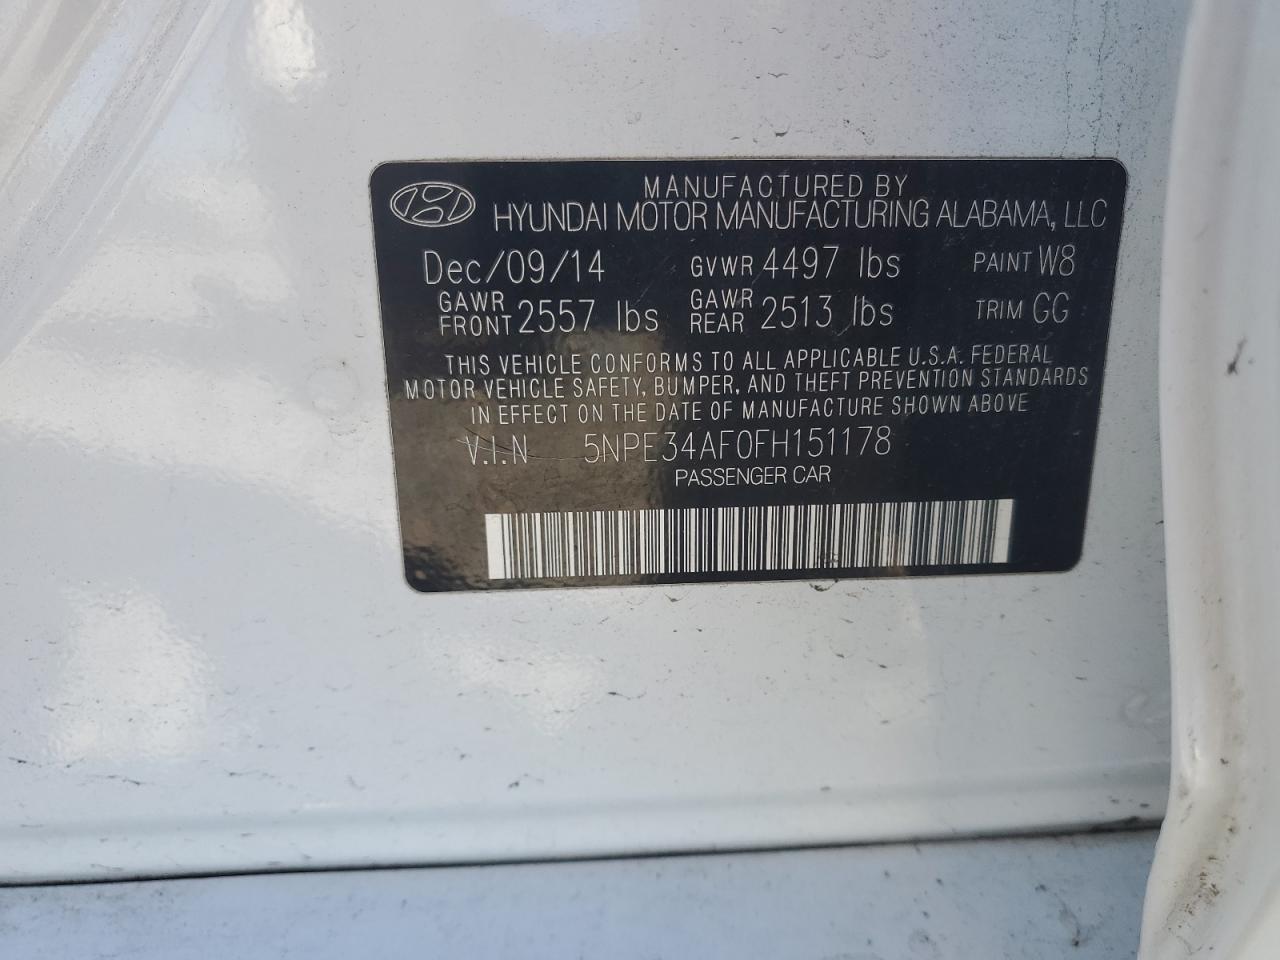 MANUFACTURED BY
HYUNDAI MOTOR MANUFACTURING ALABAMA, LLC
Dec/09/14 GVWR 4497 lbs PAINT W8
GAWR FRONT 2557 lbs GAWR REAR 2513 lbs TRIM GG
THIS VEHICLE CONFORMS TO ALL APPLICABLE U.S.A. FEDERAL
MOTOR VEHICLE SAFETY, BUMPER, AND THEFT PREVENTION STANDARDS
IN EFFECT ON THE DATE OF MANUFACTURE SHOWN ABOVE
V.I.N 5NPE34AF0FH151178
PASSENGER CAR